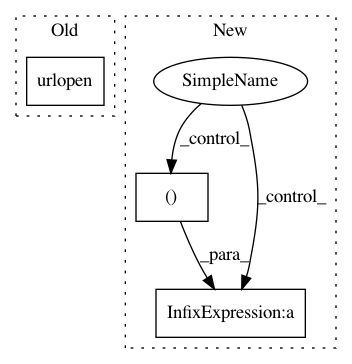 Old
New
urlopen
SimpleName
_control_
()
_control_
_para_
InfixExpression:a